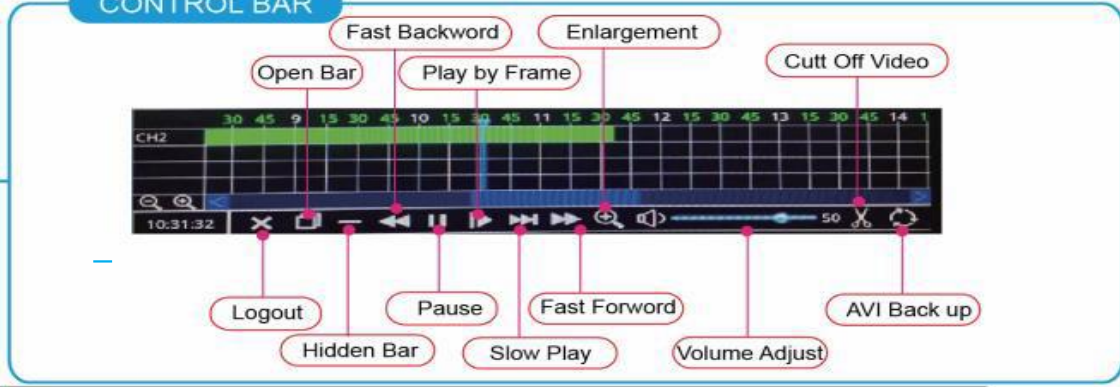 CONTROL BAR
Fast Backword
Enlargement
Open Bar
Play by Frame
Cutt Off Video
30 45 9 15 30 45 10 15 30 45 11 15 30 45 12 15 30 45 13 15 30 45 14 1
CH2
10:31:32
50
Logout
Pause
Fast Forword
AVI Back up
Hidden Bar
Slow Play
Volume Adjust